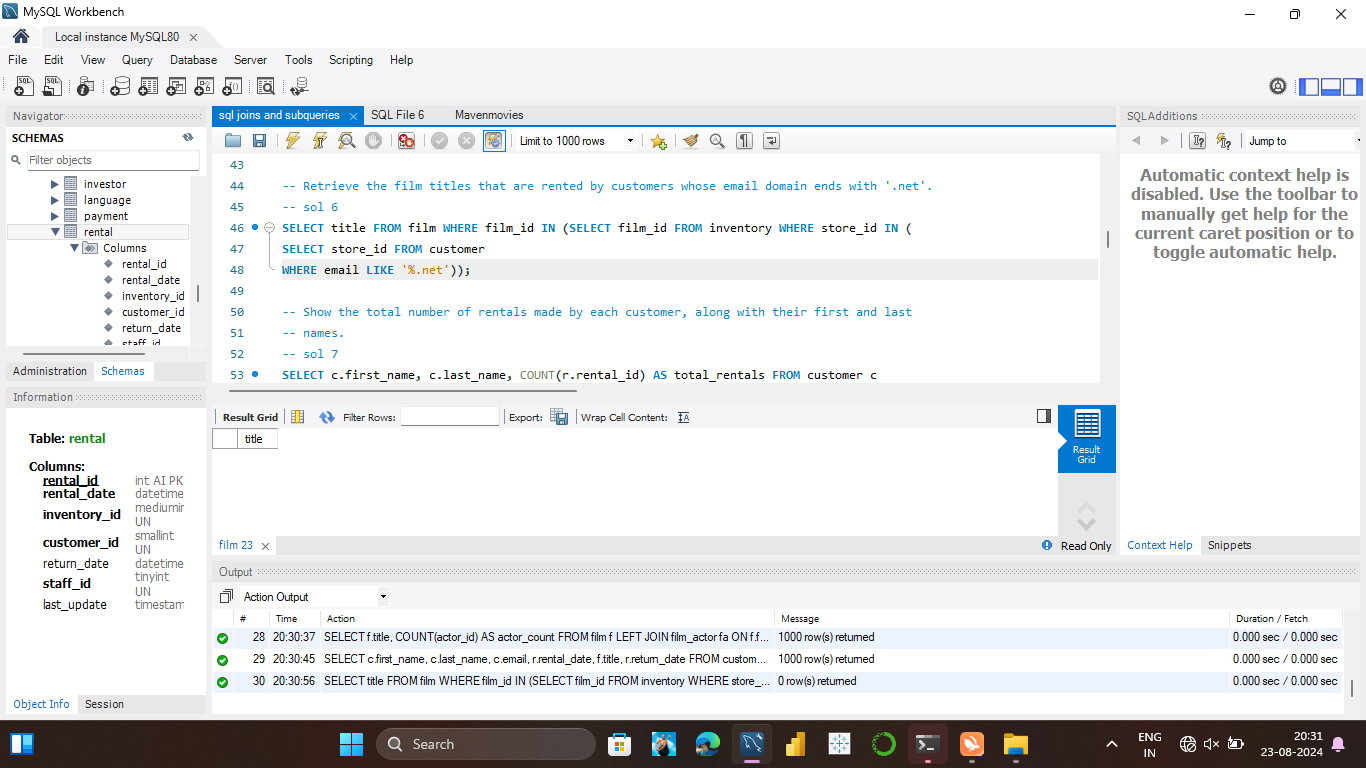 MySQL Workbench
Local instance MySQL80
File Edit View Query Database Server Tools Scripting Help
Navigator
SCHEMAS
Filter objects
investor
language
payment
rental
Columns
rental_id
rental_date
inventory_id
customer_id
return_date
staff_id
Administration Schemas
Information
Table: rental
Columns:
rental_id int AI PK
rental_date datetime
inventory_id mediumin
UN
customer_id smallint
UN
return_date datetime
staff_id tinyint
UN
last_update timestam
Object Info Session
sql joins and subqueries SQL File 6 Mavenmovies
Limit to 1000 rows
43
44 -- Retrieve the film titles that are rented by customers whose email domain ends with '.net'.
45 -- sol 6
46 SELECT title FROM film WHERE film_id IN (SELECT film_id FROM inventory WHERE store_id IN (
47 SELECT store_id FROM customer
48 WHERE email LIKE '%.net'));
49
50 -- Show the total number of rentals made by each customer, along with their first and last
51 -- names.
52 -- sol 7
53 SELECT c.first_name, c.last_name, COUNT(r.rental_id) AS total_rentals FROM customer c
Result Grid Filter Rows: Export: Wrap Cell Content:
title
Result
Grid
film 23
Read Only
SQLAdditions
Jump to
Automatic context help is
disabled. Use the toolbar to
manually get help for the
current caret position or to
toggle automatic help.
Context Help Snippets
Output
Action Output
# Time Action Message Duration / Fetch
28 20:30:37 SELECT f.title, COUNT(actor_id) AS actor_count FROM film f LEFT JOIN film_actor fa ON f.f... 1000 row(s) returned 0.000 sec / 0.000 sec
29 20:30:45 SELECT c.first_name, c.last_name, c.email, r.rental_date, f.title, r.return_date FROM custom... 1000 row(s) returned 0.000 sec / 0.000 sec
30 20:30:56 SELECT title FROM film WHERE film_id IN (SELECT film_id FROM inventory WHERE store_... 0 row(s) returned 0.000 sec / 0.000 sec
Search
ENG
IN
20:31
23-08-2024